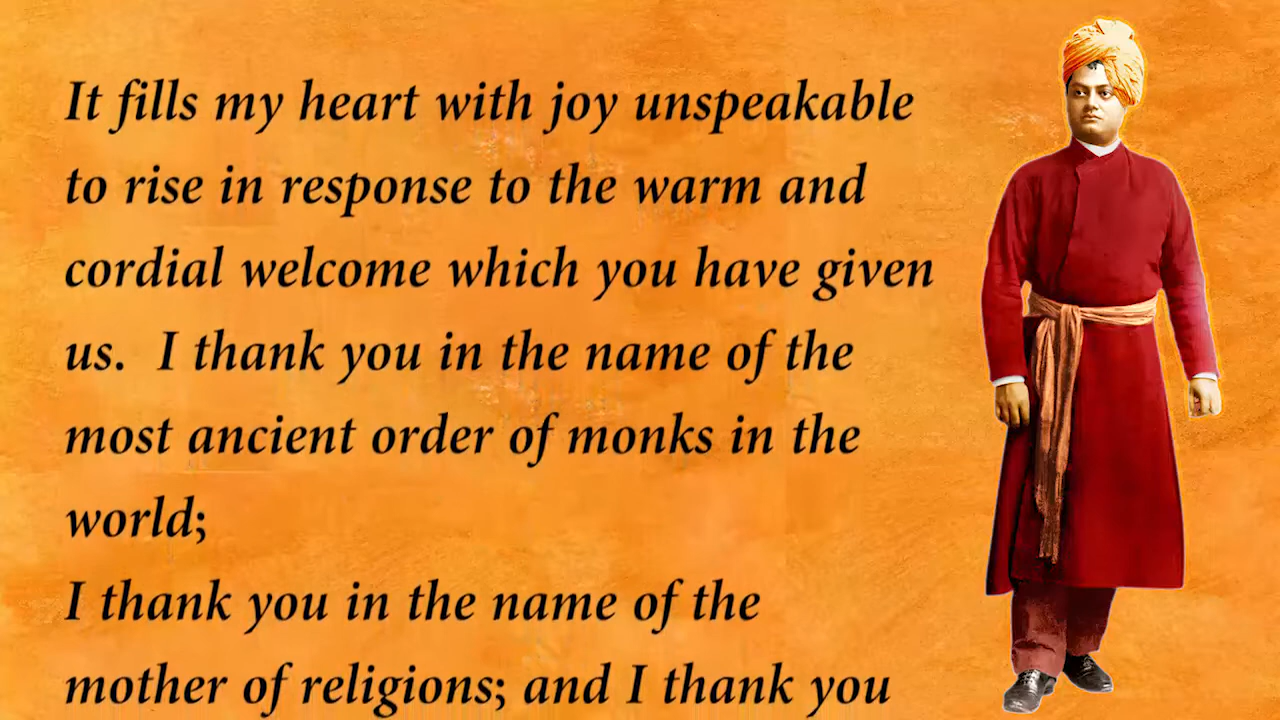 It fills my heart with joy unspeakable
to rise in response to the warm and
cordial welcome which you have given
us.  I thank you in the name of the
most ancient order of monks in the
world;
I thank you in the name of the
mother of religions; and I thank you